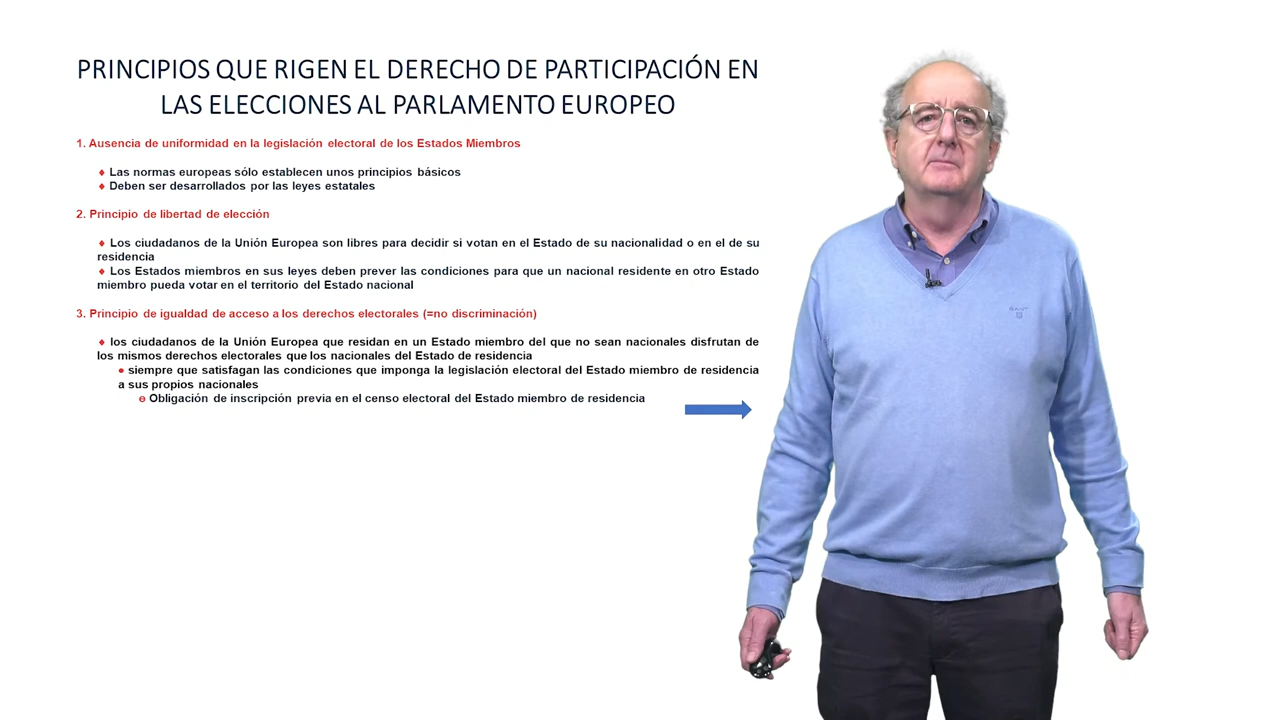 PRINCIPIOS QUE RIGEN EL DERECHO DE PARTICIPACIÓN EN
LAS ELECCIONES AL PARLAMENTO EUROPEO
1. Ausencia de uniformidad en la legislación electoral de los Estados Miembros
♦ Las normas europeas sólo establecen unos principios básicos
♦ Deben ser desarrollados por las leyes estatales
2. Principio de libertad de elección
♦ Los ciudadanos de la Unión Europea son libres para decidir si votan en el Estado de su nacionalidad o en el de su
residencia
♦ Los Estados miembros en sus leyes deben prever las condiciones para que un nacional residente en otro Estado
miembro pueda votar en el territorio del Estado nacional
3. Principio de igualdad de acceso a los derechos electorales (=no discriminación)
♦ los ciudadanos de la Unión Europea que residan en un Estado miembro del que no sean nacionales disfrutan de
los mismos derechos electorales que los nacionales del Estado de residencia
● siempre que satisfagan las condiciones que imponga la legislación electoral del Estado miembro de residencia
a sus propios nacionales
⊖ Obligación de inscripción previa en el censo electoral del Estado miembro de residencia
GANT